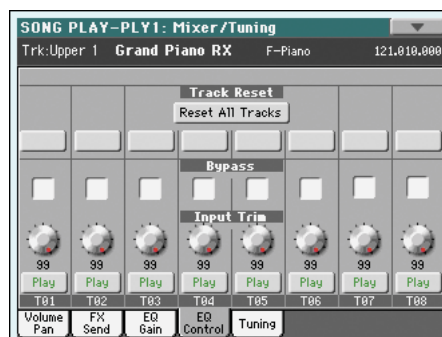 SONG PLAY-PLY1: Mixer/Tuning
Trk:Upper 1 Grand Piano RX F-Piano 121.010.000
Track Reset
Reset All Tracks
Bypass
Input Trim
99 99 99 99 99 99 99 99
Play Play Play Play Play Play Play Play
T01 T02 T03 T04 T05 T06 T07 T08
Volume Pan FX Send EQ Gain EQ Control Tuning